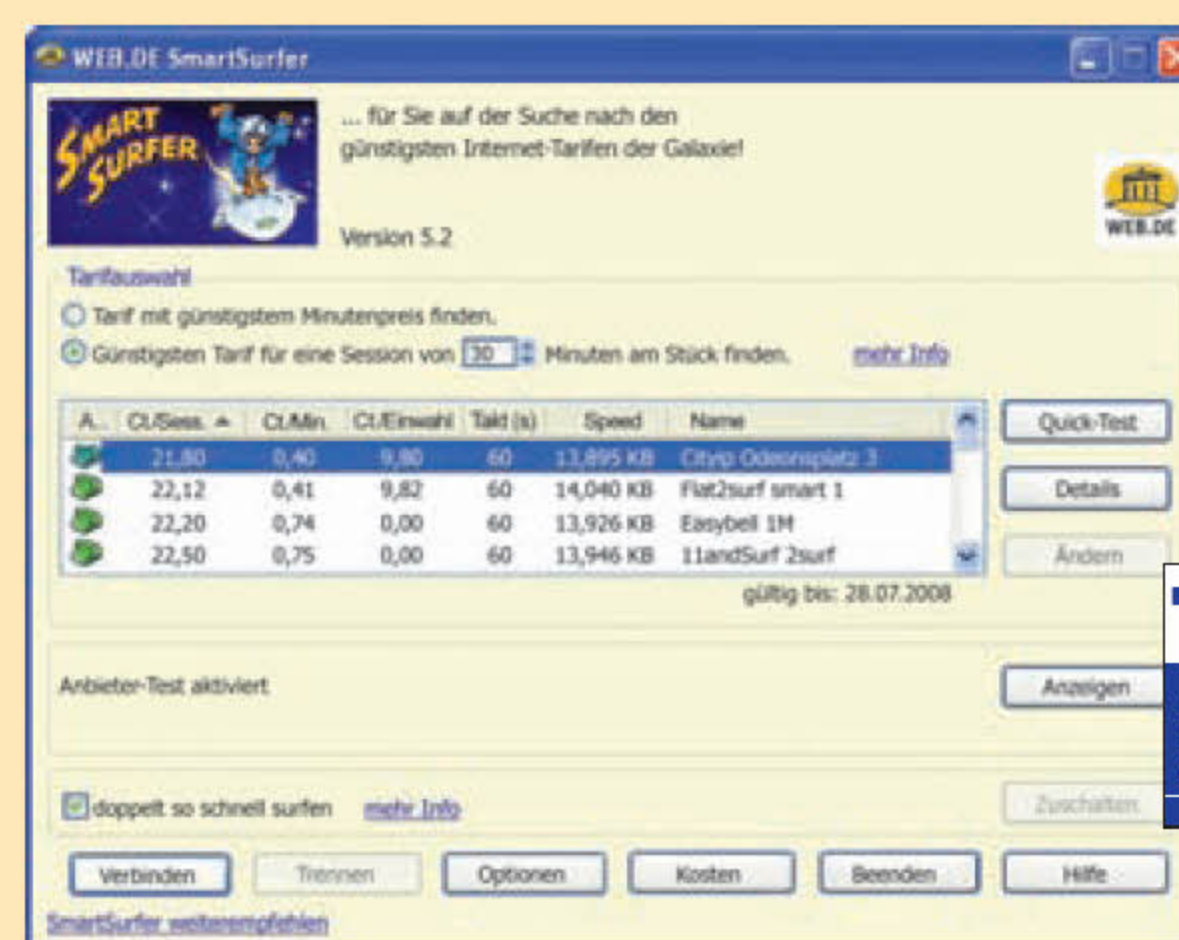 WEB.DE SmartSurfer
SMART SURFER
... für Sie auf der Suche nach den
günstigsten Internet-Tarifen der Galaxie!
Version 5.2
WEB.DE
Tarifauswahl
Tarif mit günstigstem Minutenpreis finden.
Günstigsten Tarif für eine Session von 30 Minuten am Stück finden. mehr Info
A... Ct./Sess. Ct./Min. Ct./Einwahl Takt (s) Speed Name
21,80 0,40 9,80 60 13,895 KB Cityip Odeonsplatz 3
22,12 0,41 9,82 60 14,040 KB Flat2surf smart 1
22,20 0,74 0,00 60 13,926 KB Easybell 1M
22,50 0,75 0,00 60 13,946 KB 11andSurf 2surf
Quick-Test
Details
Ändern
gültig bis: 28.07.2008
Anbieter-Test aktiviert Anzeigen
doppelt so schnell surfen mehr Info Zuschalten
Verbinden Trennen Optionen Kosten Beenden Hilfe
SmartSurfer weiterempfehlen